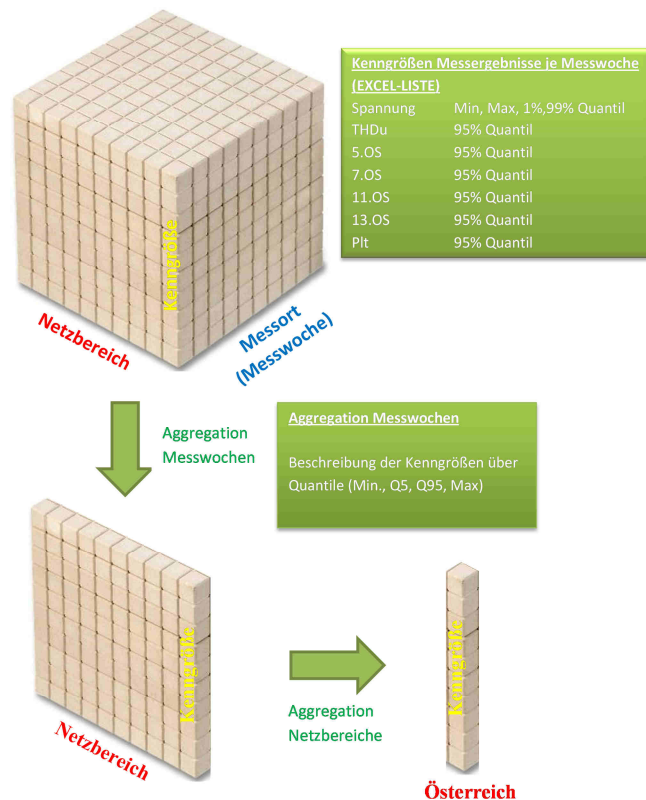 Kenngrößen Messergebnisse je Messwoche
(EXCEL-LISTE)
Spannung Min, Max, 1%,99% Quantil
THDu 95% Quantil
5.OS 95% Quantil
7.OS 95% Quantil
11.OS 95% Quantil
13.OS 95% Quantil
Plt 95% Quantil
Kenngröße
Netzbereich
Messort
(Messwoche)
Aggregation
Messwochen
Aggregation Messwochen
Beschreibung der Kenngrößen über
Quantile (Min., Q5, Q95, Max)
Kenngröße
Netzbereich
Aggregation
Netzbereiche
Kenngröße
Österreich